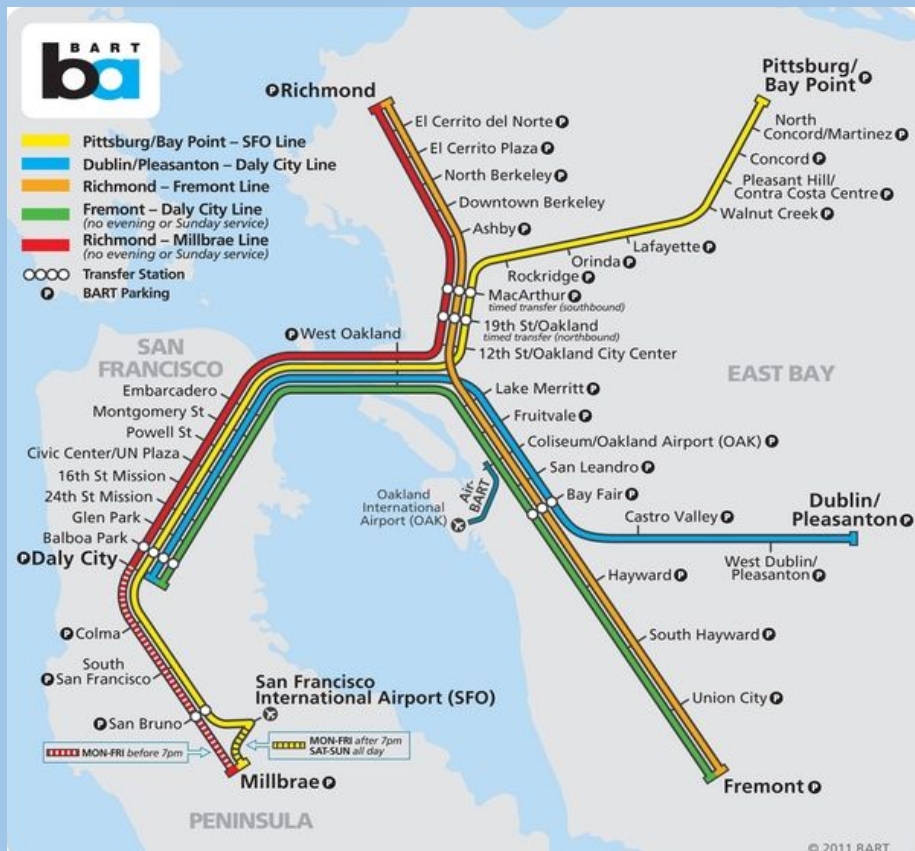 BART
ba
Pittsburg/Bay Point – SFO Line
Dublin/Pleasanton – Daly City Line
Richmond – Fremont Line
Fremont – Daly City Line
(no evening or Sunday service)
Richmond – Millbrae Line
(no evening or Sunday service)
Transfer Station
P BART Parking
P Richmond
El Cerrito del Norte P
El Cerrito Plaza P
North Berkeley P
Downtown Berkeley
Ashby P
Pittsburg/
Bay Point P
North
Concord/Martinez P
Concord P
Pleasant Hill/
Contra Costa Centre P
Walnut Creek P
Lafayette P
Orinda P
Rockridge P
MacArthur P
timed transfer (southbound)
19th St/Oakland
timed transfer (northbound)
12th St/Oakland City Center
P West Oakland
SAN
FRANCISCO
EAST BAY
Embarcadero
Montgomery St
Powell St
Civic Center/UN Plaza
16th St Mission
24th St Mission
Glen Park
Balboa Park
P Daly City
Lake Merritt P
Fruitvale P
Coliseum/Oakland Airport (OAK) P
San Leandro P
Bay Fair P
Air-
BART
Oakland
International
Airport (OAK)
Castro Valley P
Dublin/
Pleasanton P
West Dublin/
Pleasanton P
Hayward P
South Hayward P
Union City P
Fremont P
P Colma
South
P San Francisco
P San Bruno
San Francisco
International Airport (SFO)
MON-FRI before 7pm
MON-FRI after 7pm
SAT-SUN all day
Millbrae P
PENINSULA
© 2011 BART